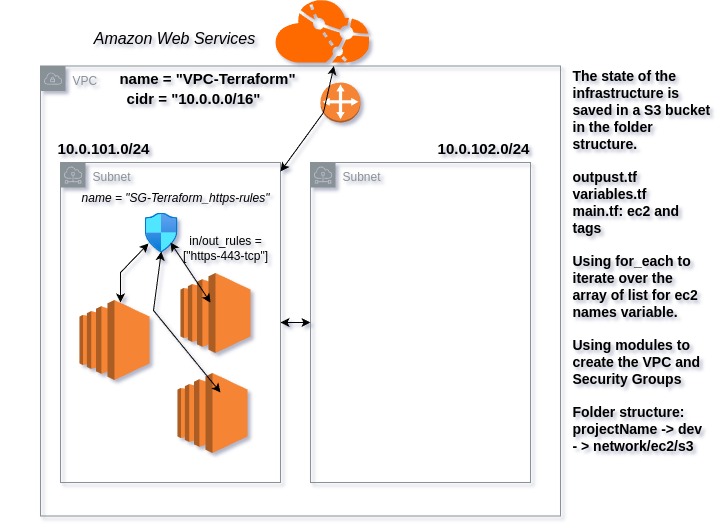 Amazon Web Services
VPC
name = "VPC-Terraform"
cidr = "10.0.0.0/16"
10.0.101.0/24
10.0.102.0/24
Subnet
Subnet
name = "SG-Terraform_https-rules"
in/out_rules =
["https-443-tcp"]
The state of the
infrastructure is
saved in a S3 bucket
in the folder
structure.
outpust.tf
variables.tf
main.tf: ec2 and
tags
Using for_each to
iterate over the
array of list for ec2
names variable.
Using modules to
create the VPC and
Security Groups
Folder structure:
projectName -> dev
- > network/ec2/s3